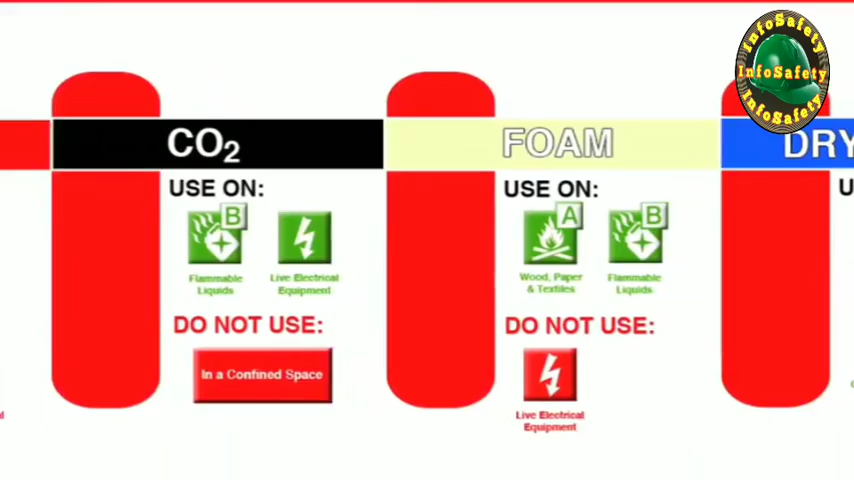 InfoSafety
InfoSafety
InfoSafety
CO₂
FOAM
DRY
USE ON:
B
Flammable
Liquids
Live Electrical
Equipment
DO NOT USE:
In a Confined Space
USE ON:
A
B
Wood, Paper
& Textiles
Flammable
Liquids
DO NOT USE:
Live Electrical
Equipment
U